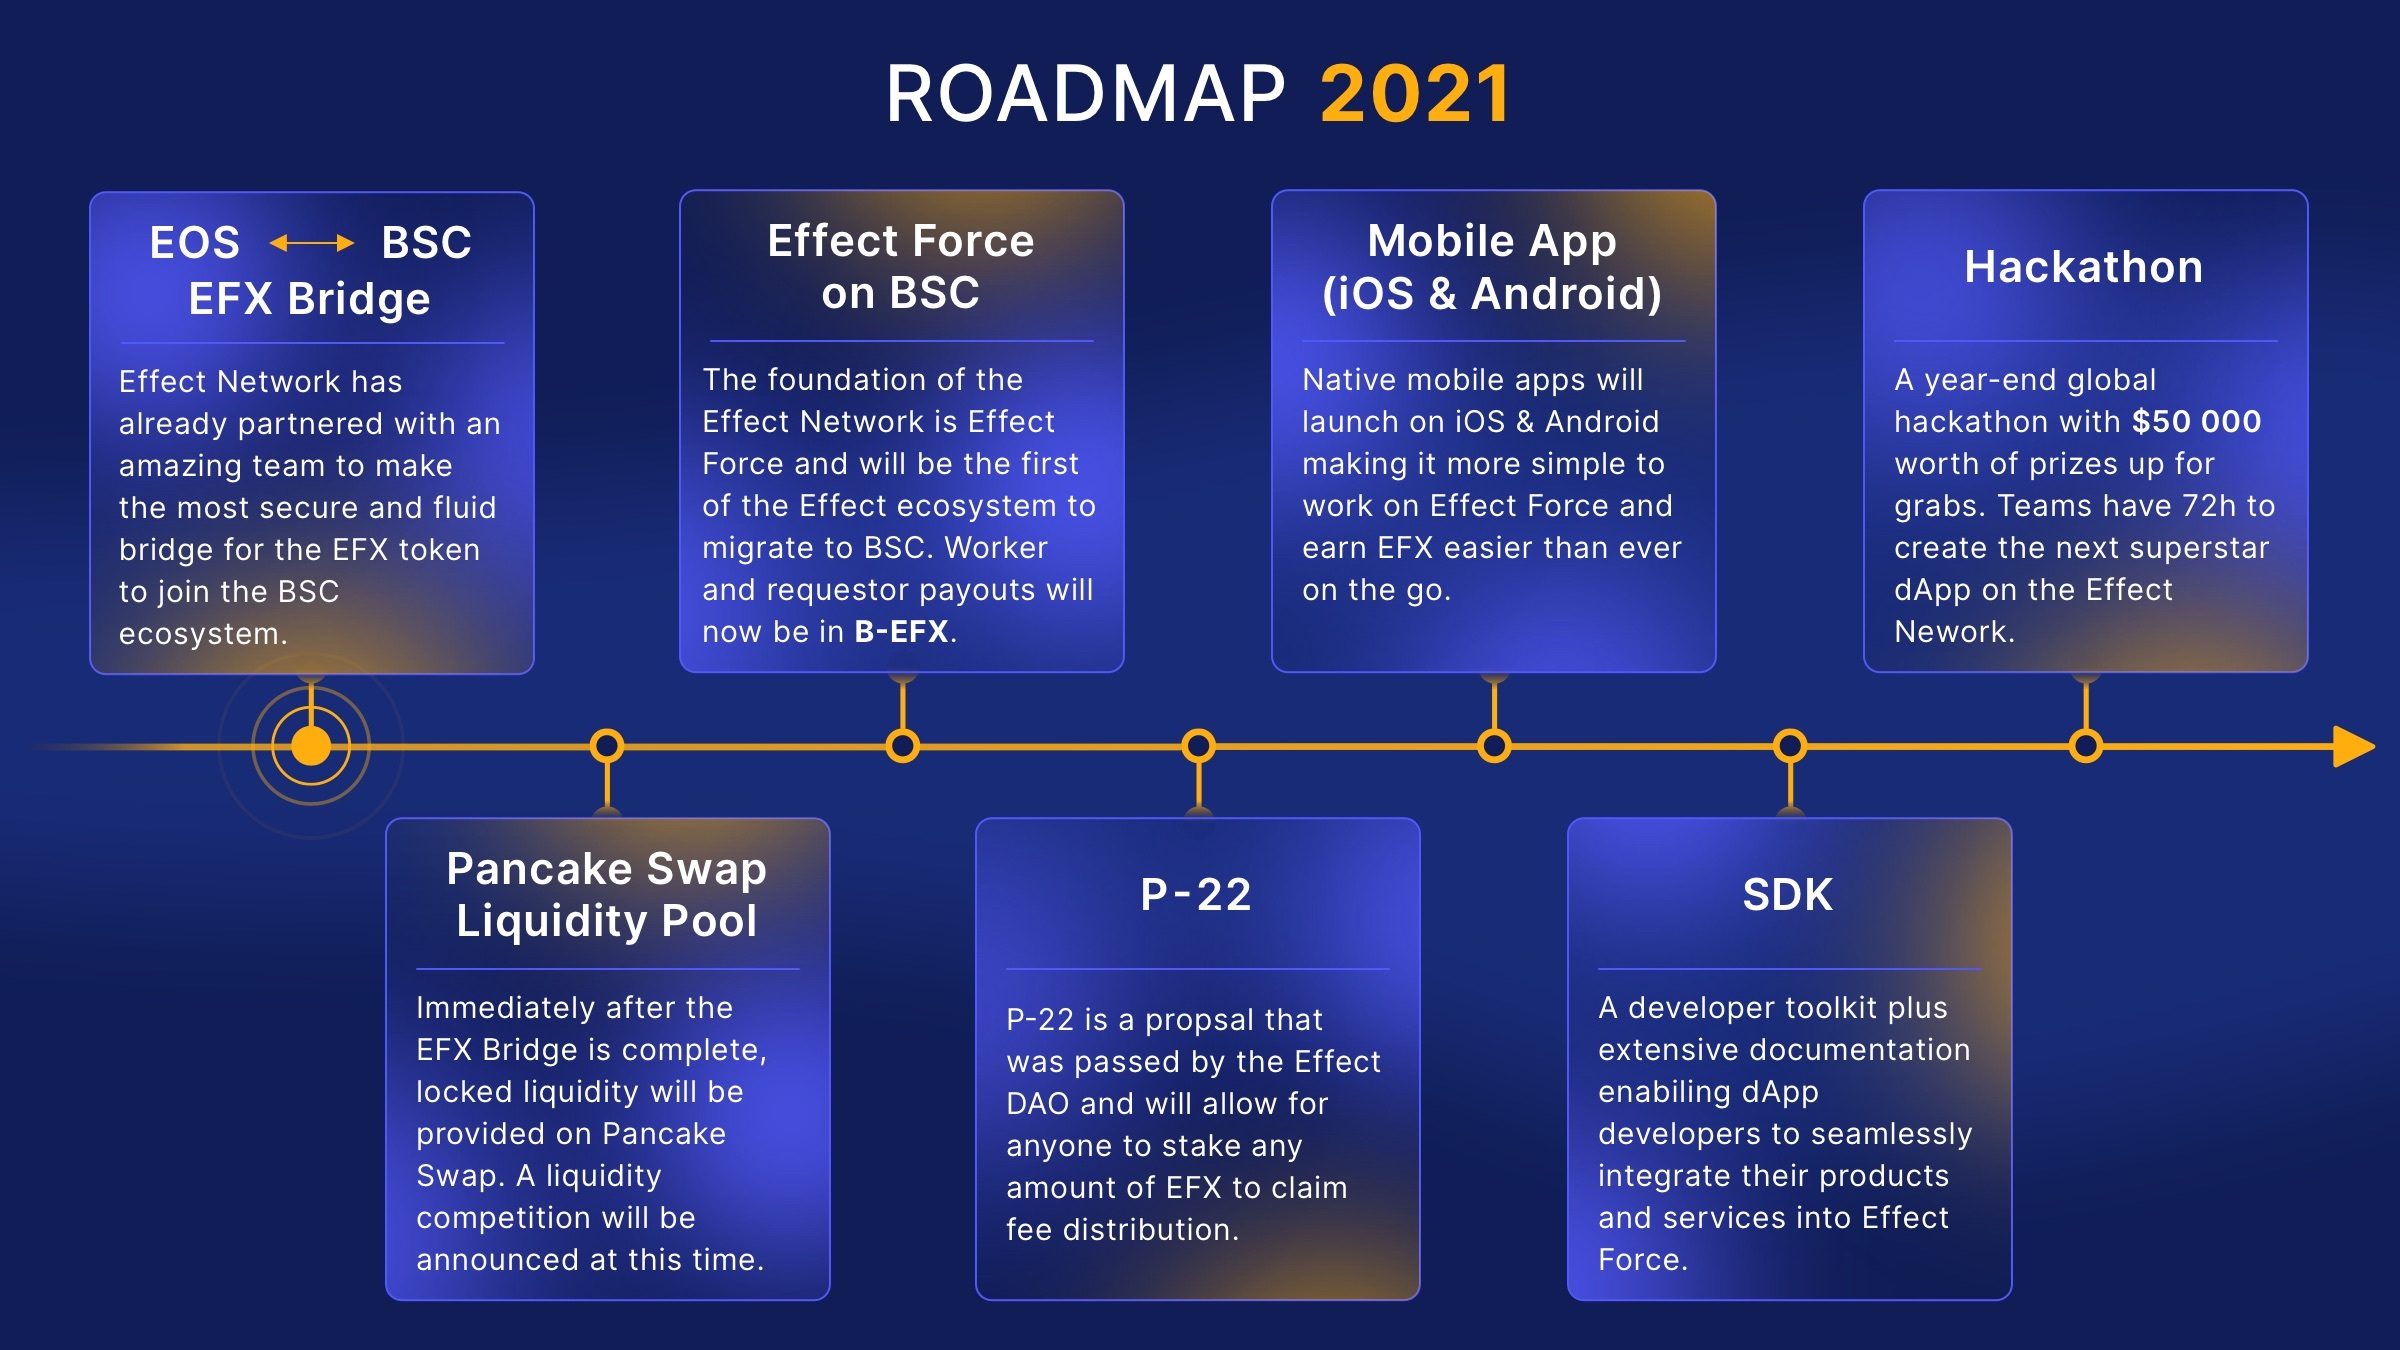 ROADMAP 2021
EOS BSC
EFX Bridge
Effect Network has
already partnered with an
amazing team to make
the most secure and fluid
bridge for the EFX token
to join the BSC
ecosystem.
Effect Force
on BSC
The foundation of the
Effect Network is Effect
Force and will be the first
of the Effect ecosystem to
migrate to BSC. Worker
and requestor payouts will
now be in B-EFX.
Mobile App
(iOS & Android)
Native mobile apps will
launch on iOS & Android
making it more simple to
work on Effect Force and
earn EFX easier than ever
on the go.
Hackathon
A year-end global
hackathon with $50 000
worth of prizes up for
grabs. Teams have 72h to
create the next superstar
dApp on the Effect
Nework.
Pancake Swap
Liquidity Pool
Immediately after the
EFX Bridge is complete,
locked liquidity will be
provided on Pancake
Swap. A liquidity
competition will be
announced at this time.
P-22
P-22 is a propsal that
was passed by the Effect
DAO and will allow for
anyone to stake any
amount of EFX to claim
fee distribution.
SDK
A developer toolkit plus
extensive documentation
enabiling dApp
developers to seamlessly
integrate their products
and services into Effect
Force.